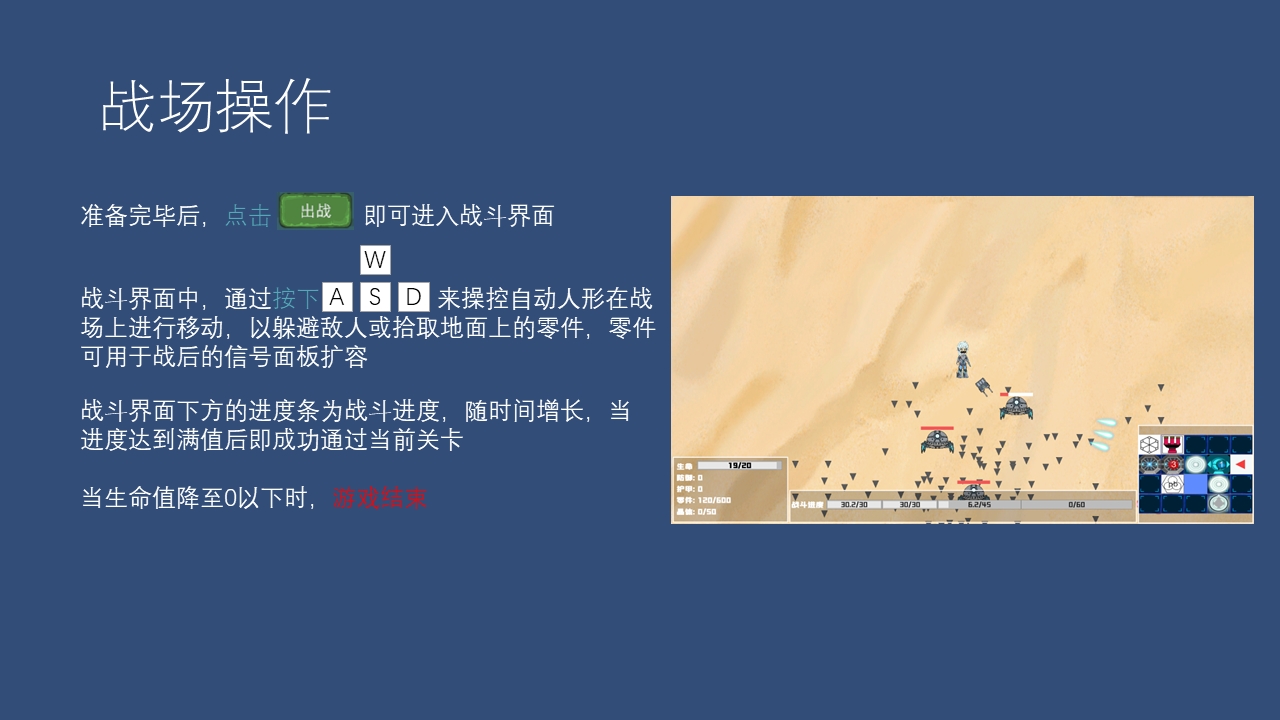 战场操作
准备完毕后，点击 出战 即可进入战斗界面
W
战斗界面中，通过按下 A S D 来操控自动人形在战
场上进行移动，以躲避敌人或拾取地面上的零件，零件
可用于战后的信号面板扩容
战斗界面下方的进度条为战斗进度，随时间增长，当
进度达到满值后即成功通过当前关卡
当生命值降至0以下时，游戏结束
生命 19/20
护甲: 0
零件: 120/600
0/50
战斗进度 30.2/30 30/30 6.2/45 0/60